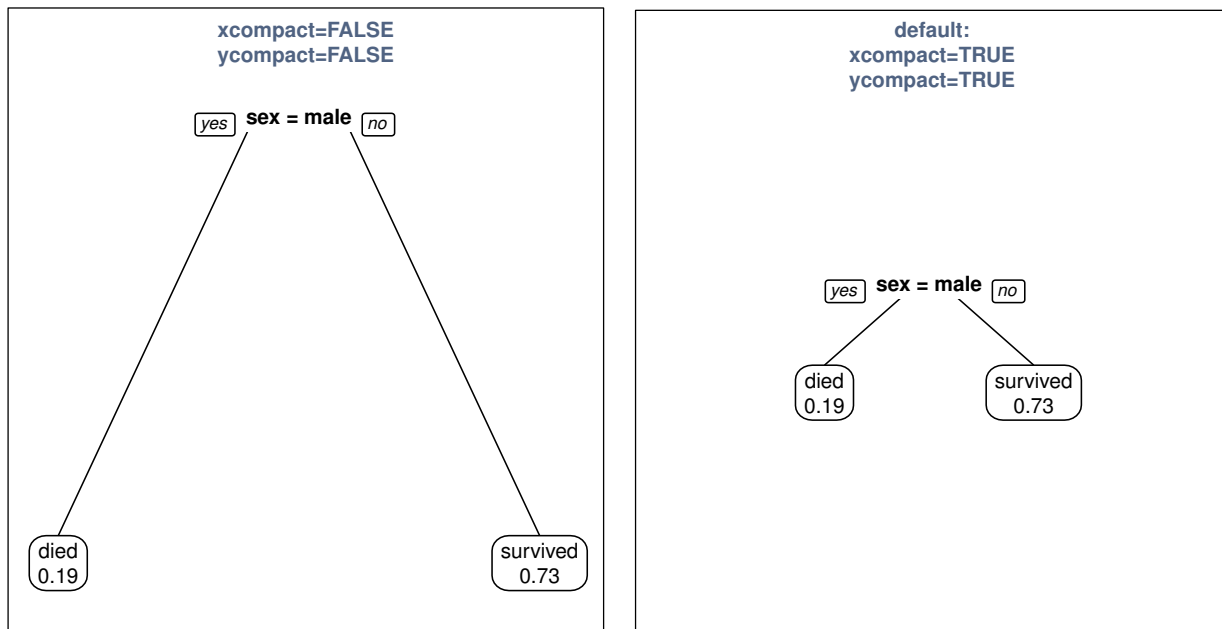 xcompact=FALSE
ycompact=FALSE
yes sex = male no
died
0.19
survived
0.73
default:
xcompact=TRUE
ycompact=TRUE
yes sex = male no
died
0.19
survived
0.73